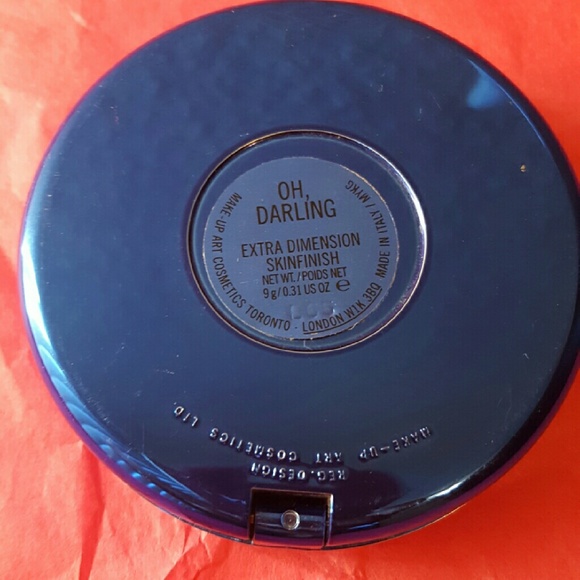 OH,
DARLING
EXTRA DIMENSION
SKINFINISH
NET WT./POIDS NET
9g/0.31 US OZ ℮
MAKE-UP ART COSMETICS TORONTO · LONDON W1K 3BQ MADE IN ITALY / MYKG
MAKE-UP ART COSMETICS LTD.
REG. DESIGN